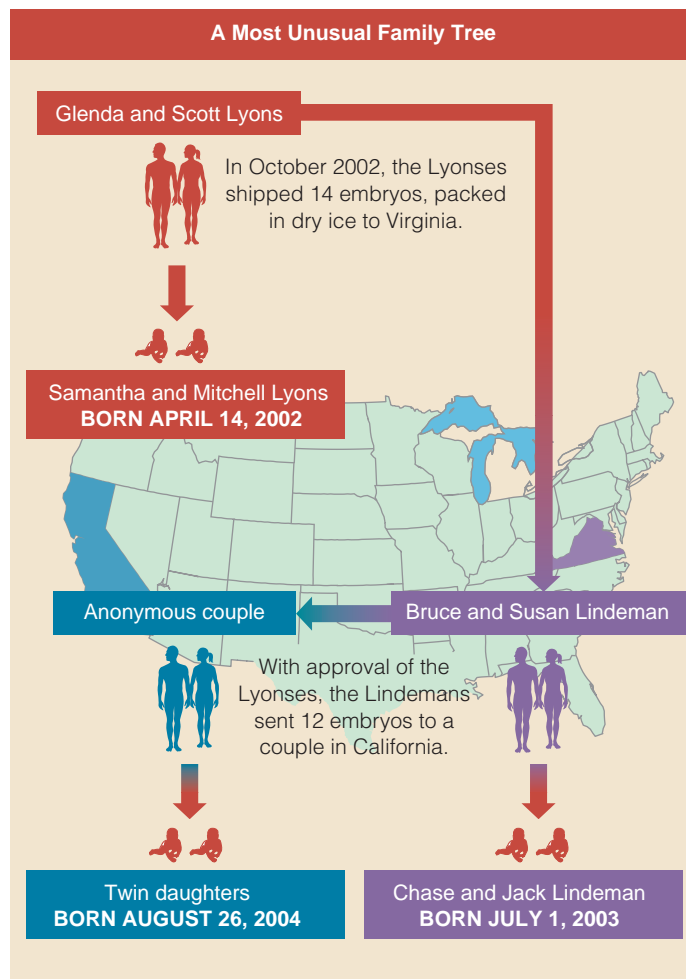 A Most Unusual Family Tree
Glenda and Scott Lyons
In October 2002, the Lyonses
shipped 14 embryos, packed
in dry ice to Virginia.
Samantha and Mitchell Lyons
BORN APRIL 14, 2002
Anonymous couple
Bruce and Susan Lindeman
With approval of the
Lyonses, the Lindemans
sent 12 embryos to a
couple in California.
Twin daughters
BORN AUGUST 26, 2004
Chase and Jack Lindeman
BORN JULY 1, 2003